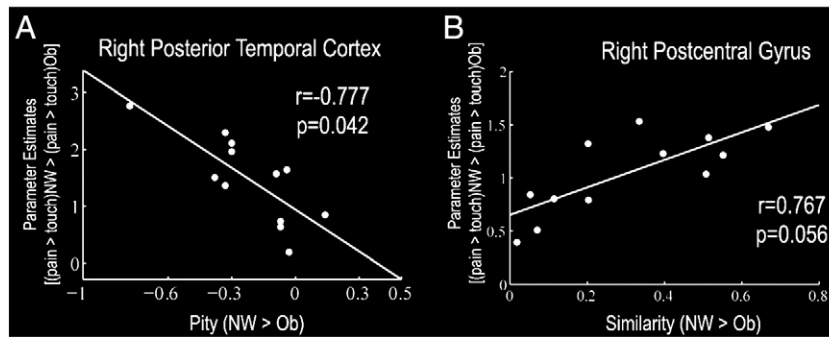 A
Right Posterior Temporal Cortex
r=-0.777
p=0.042
Parameter Estimates
[(pain > touch)NW > (pain > touch)Ob]
3
2
1
0
-1
-0.6
-0.3
0
0.3
0.5
Pity (NW > Ob)
B
Right Postcentral Gyrus
r=0.767
p=0.056
Parameter Estimates
[(pain > touch)NW > (pain > touch)Ob]
2
1.5
1
0.5
0
0
0.2
0.4
0.6
0.8
Similarity (NW > Ob)